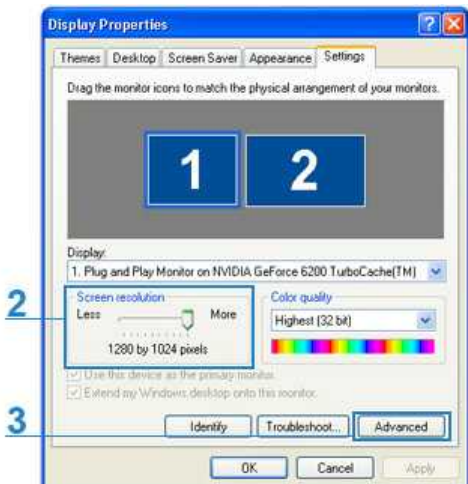 Display Properties
Themes Desktop Screen Saver Appearance Settings
Drag the monitor icons to match the physical arrangement of your monitors.
1 2
Display:
1. Plug and Play Monitor on NVIDIA GeForce 6200 TurboCache(TM)
2
Screen resolution
Less More
1280 by 1024 pixels
Color quality
Highest (32 bit)
Use this device as the primary monitor.
Extend my Windows desktop onto this monitor.
3
Identify Troubleshoot... Advanced
OK Cancel Apply